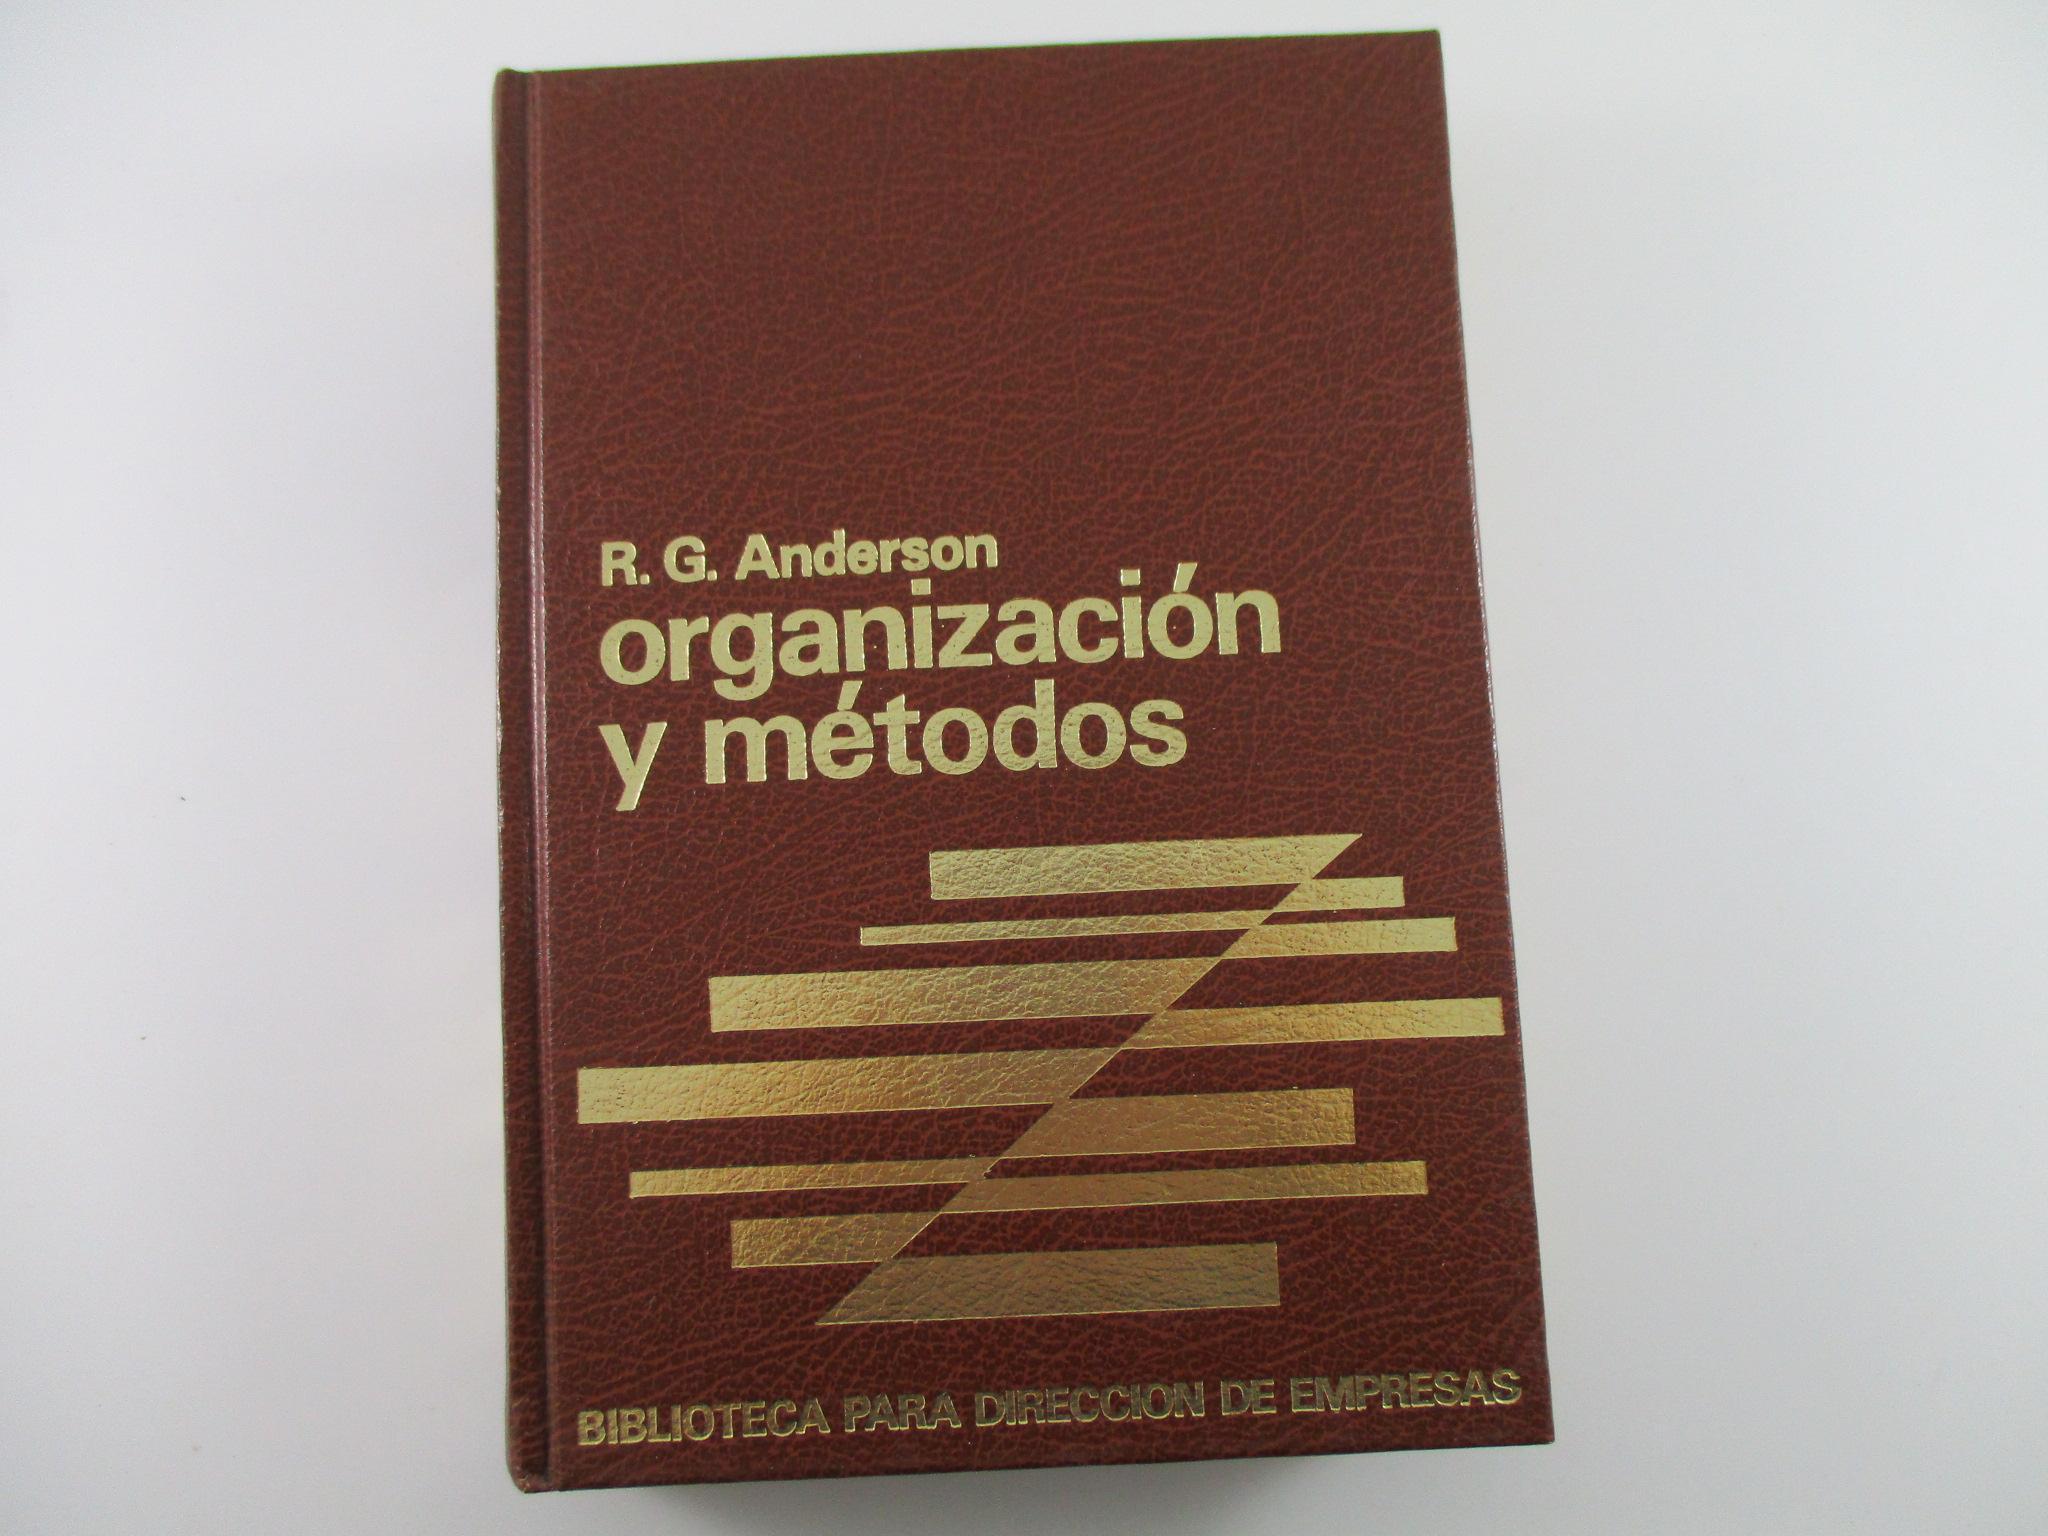 R. G. Anderson
organización
y métodos
BIBLIOTECA PARA DIRECCION DE EMPRESAS